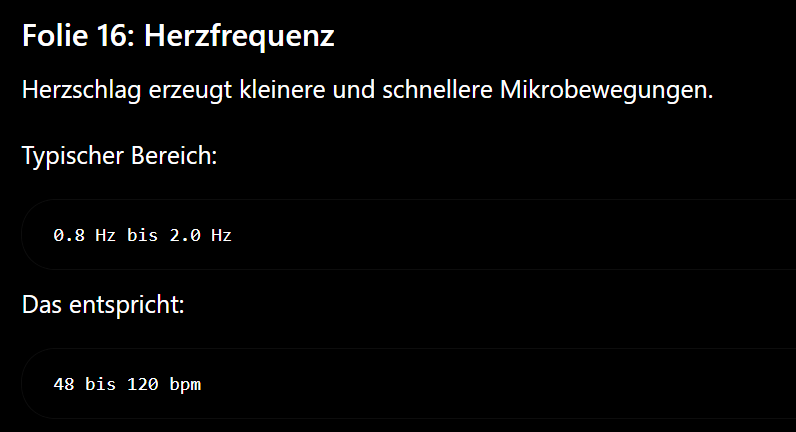 Folie 16: Herzfrequenz
Herzschlag erzeugt kleinere und schnellere Mikrobewegungen.
Typischer Bereich:
0.8 Hz bis 2.0 Hz
Das entspricht:
48 bis 120 bpm